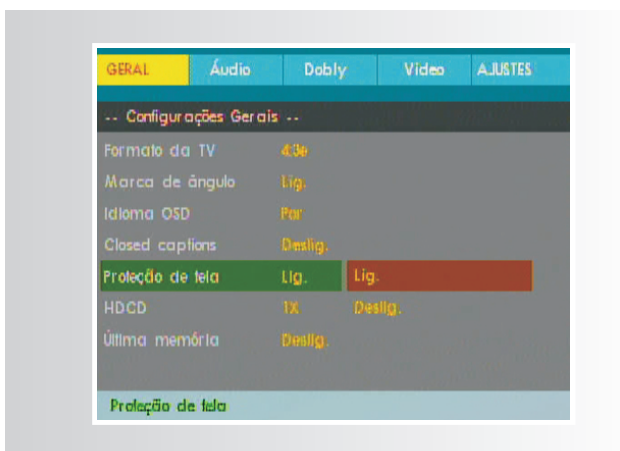 GERAL Áudio Dobly Vídeo AJUSTES
-- Configurações Gerais --
Formato da TV 4:3e
Marca de ângulo Lig.
Idioma OSD Por
Closed captions Deslig.
Proteção de tela Lig. Lig.
HDCD 1X Deslig.
Última memória Deslig.
Proteção de tela